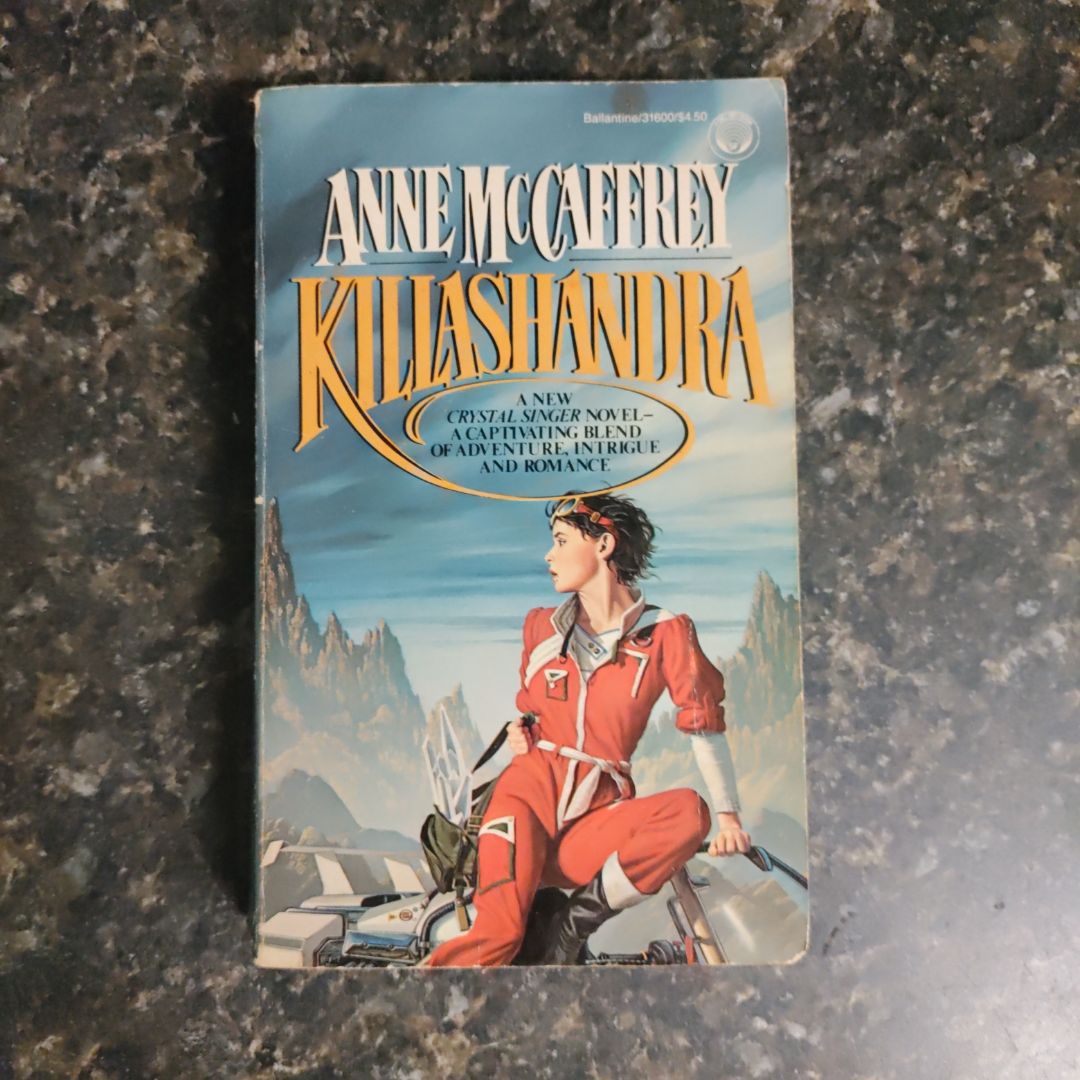 Ballantine/31600/$4.50
ANNE McCAFFREY
KILLASHANDRA
A NEW
CRYSTAL SINGER NOVEL–
A CAPTIVATING BLEND
OF ADVENTURE, INTRIGUE
AND ROMANCE